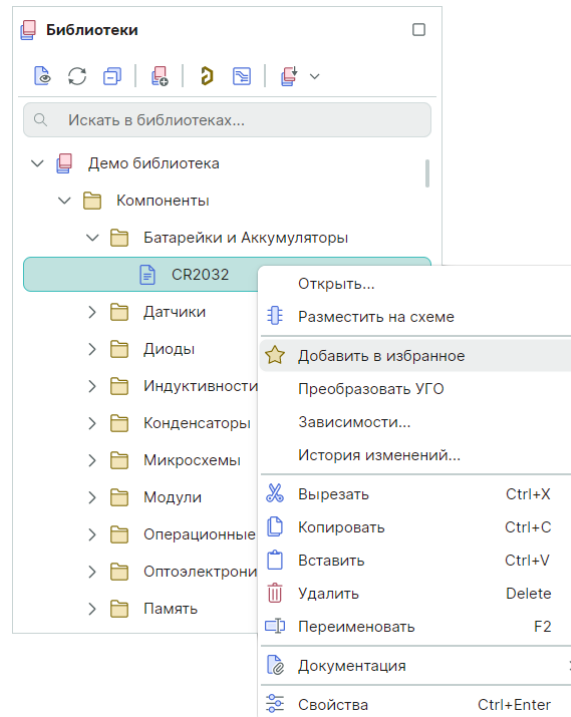 Библиотеки
Искать в библиотеках...
Демо библиотека
Компоненты
Батарейки и Аккумуляторы
CR2032
Датчики
Диоды
Индуктивности
Конденсаторы
Микросхемы
Модули
Операционные
Оптоэлектрони
Память
Открыть...
Разместить на схеме
Добавить в избранное
Преобразовать УГО
Зависимости...
История изменений...
Вырезать Ctrl+X
Копировать Ctrl+C
Вставить Ctrl+V
Удалить Delete
Переименовать F2
Документация
Свойства Ctrl+Enter